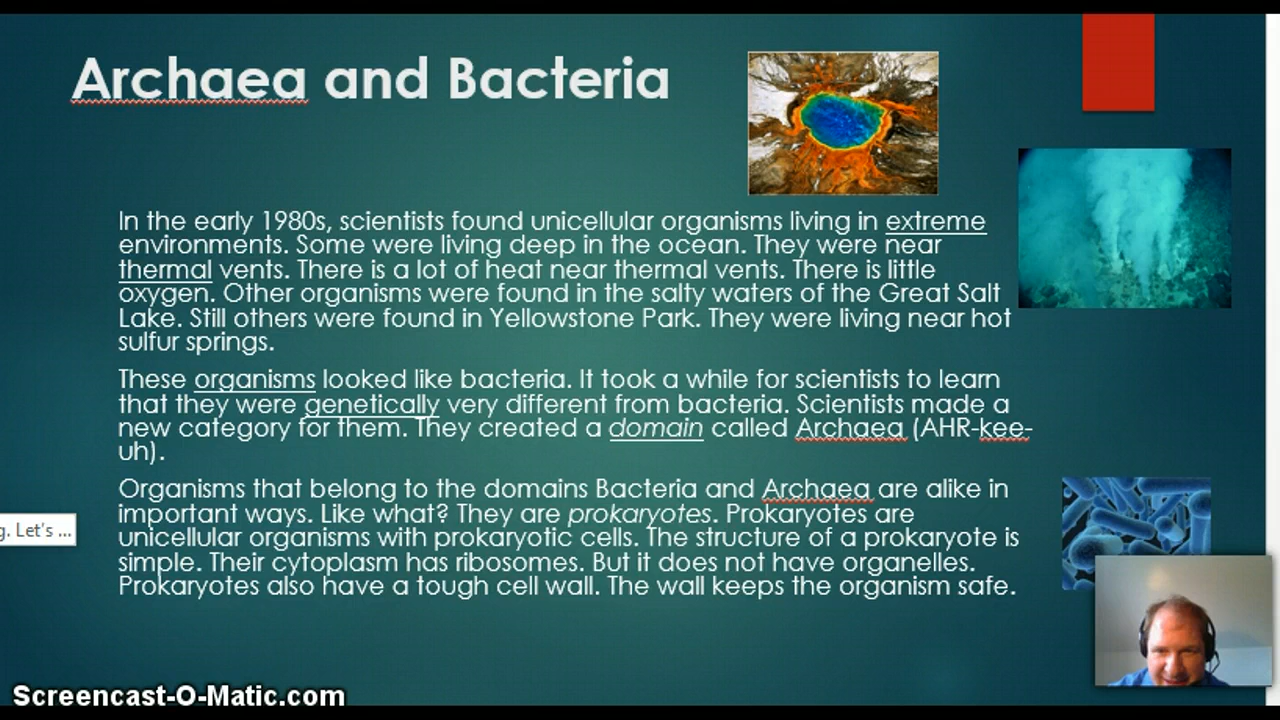 Archaea and Bacteria
In the early 1980s, scientists found unicellular organisms living in extreme
environments. Some were living deep in the ocean. They were near
thermal vents. There is a lot of heat near thermal vents. There is little
oxygen. Other organisms were found in the salty waters of the Great Salt
Lake. Still others were found in Yellowstone Park. They were living near hot
sulfur springs.
These organisms looked like bacteria. It took a while for scientists to learn
that they were genetically very different from bacteria. Scientists made a
new category for them. They created a domain called Archaea (AHR-kee-
uh).
Organisms that belong to the domains Bacteria and Archaea are alike in
important ways. Like what? They are prokaryotes. Prokaryotes are
unicellular organisms with prokaryotic cells. The structure of a prokaryote is
simple. Their cytoplasm has ribosomes. But it does not have organelles.
Prokaryotes also have a tough cell wall. The wall keeps the organism safe.
g. Let's ...
Screencast-O-Matic.com